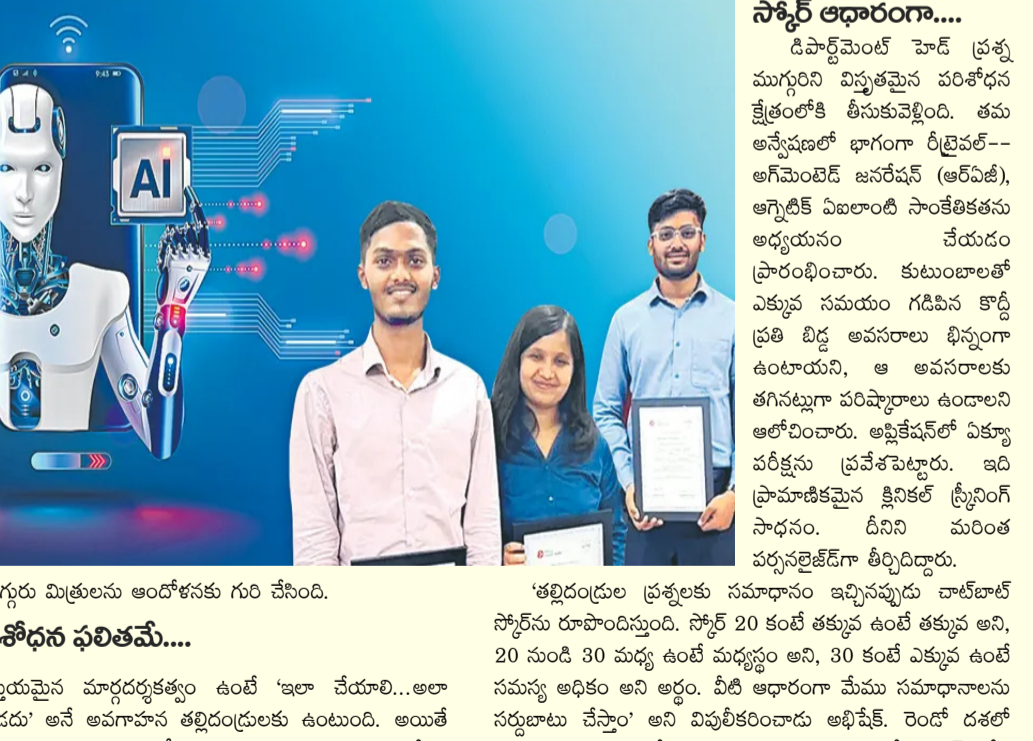 9:43
AI
గ్గురు మిత్రులను ఆందోళనకు గురి చేసింది.
శోధన ఫలితమే....
మార్గదర్శకత్వం ఉంటే ‘ఇలా చేయాలి...అలా
డదు’ అనే అవగాహన తల్లిదండ్రులకు ఉంటుంది. అయితే
స్కోర్ ఆధారంగా....
డిపార్ట్‌మెంట్ హెడ్ ప్రశ్న
ముగ్గురిని విస్తృతమైన పరిశోధన
క్షేత్రంలోకి తీసుకువెళ్లింది. తమ
అన్వేషణలో భాగంగా రీట్రైవల్--
అగ్‌మెంటెడ్ జనరేషన్ (ఆర్‌ఏజీ),
ఆగ్నెటిక్ ఏఐలాంటి సాంకేతికతను
అధ్యయనం చేయడం
ప్రారంభించారు. కుటుంబాలతో
ఎక్కువ సమయం గడిపిన కొద్దీ
ప్రతి బిడ్డ అవసరాలు భిన్నంగా
ఉంటాయని, ఆ అవసరాలకు
తగినట్లుగా పరిష్కారాలు ఉండాలని
ఆలోచించారు. అప్లికేషన్‌లో ఏక్యూ
పరీక్షను ప్రవేశపెట్టారు. ఇది
ప్రామాణికమైన క్లినికల్ స్క్రీనింగ్
సాధనం. దీనిని మరింత
పర్సనలైజ్‌డ్‌గా తీర్చిదిద్దారు.
‘తల్లిదండ్రుల ప్రశ్నలకు సమాధానం ఇచ్చినప్పుడు చాట్‌బాట్
స్కోర్‌ను రూపొందిస్తుంది. స్కోర్ 20 కంటే తక్కువ ఉంటే తక్కువ అని,
20 నుండి 30 మధ్య ఉంటే మధ్యస్థం అని, 30 కంటే ఎక్కువ ఉంటే
సమస్య అధికం అని అర్థం. వీటి ఆధారంగా మేము సమాధానాలను
సర్దుబాటు చేస్తాం’ అని వివులీకరించాడు అభిషేక్. రెండో దశలో